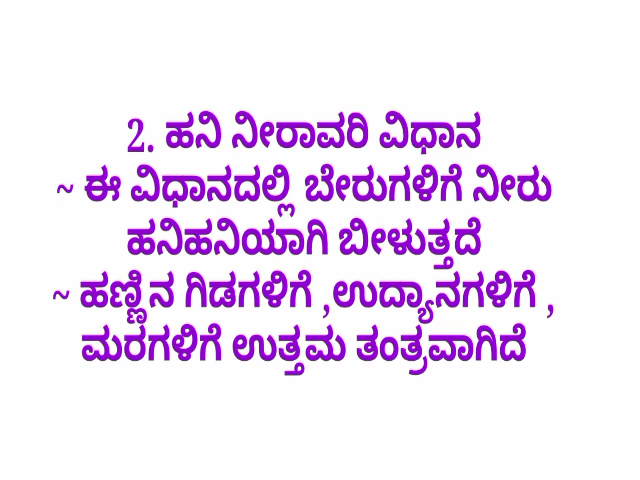 2. ಹನಿ ನೀರಾವರಿ ವಿಧಾನ
~ ಈ ವಿಧಾನದಲ್ಲಿ ಬೇರುಗಳಿಗೆ ನೀರು
ಹನಿಹನಿಯಾಗಿ ಬೀಳುತ್ತದೆ
~ ಹಣ್ಣಿನ ಗಿಡಗಳಿಗೆ ,ಉದ್ಯಾನಗಳಿಗೆ ,
ಮರಗಳಿಗೆ ಉತ್ತಮ ತಂತ್ರವಾಗಿದೆ